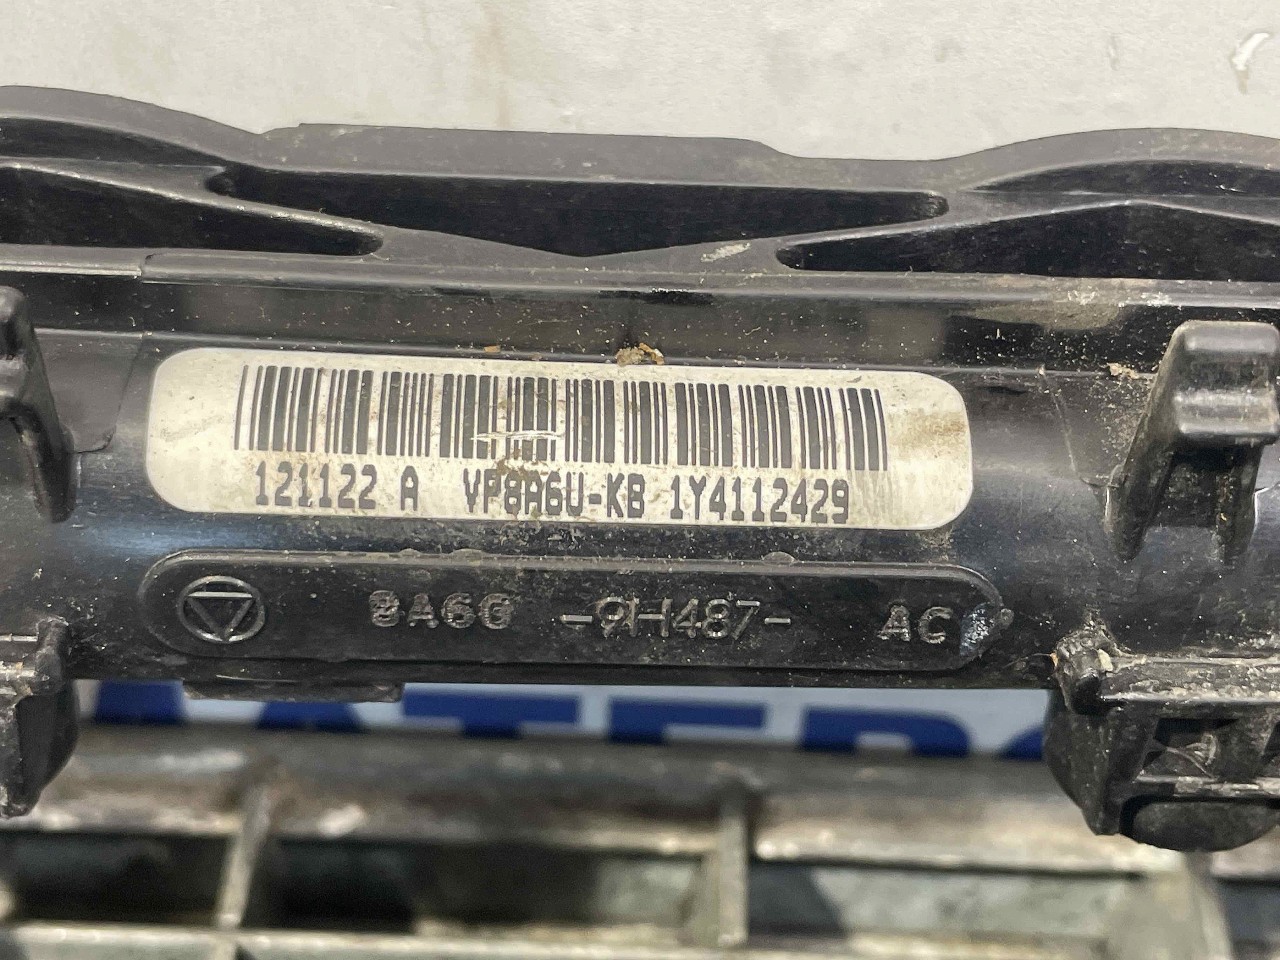 121122 A VP8A6U-KB 1Y4112429
8A6G -9H487- AC